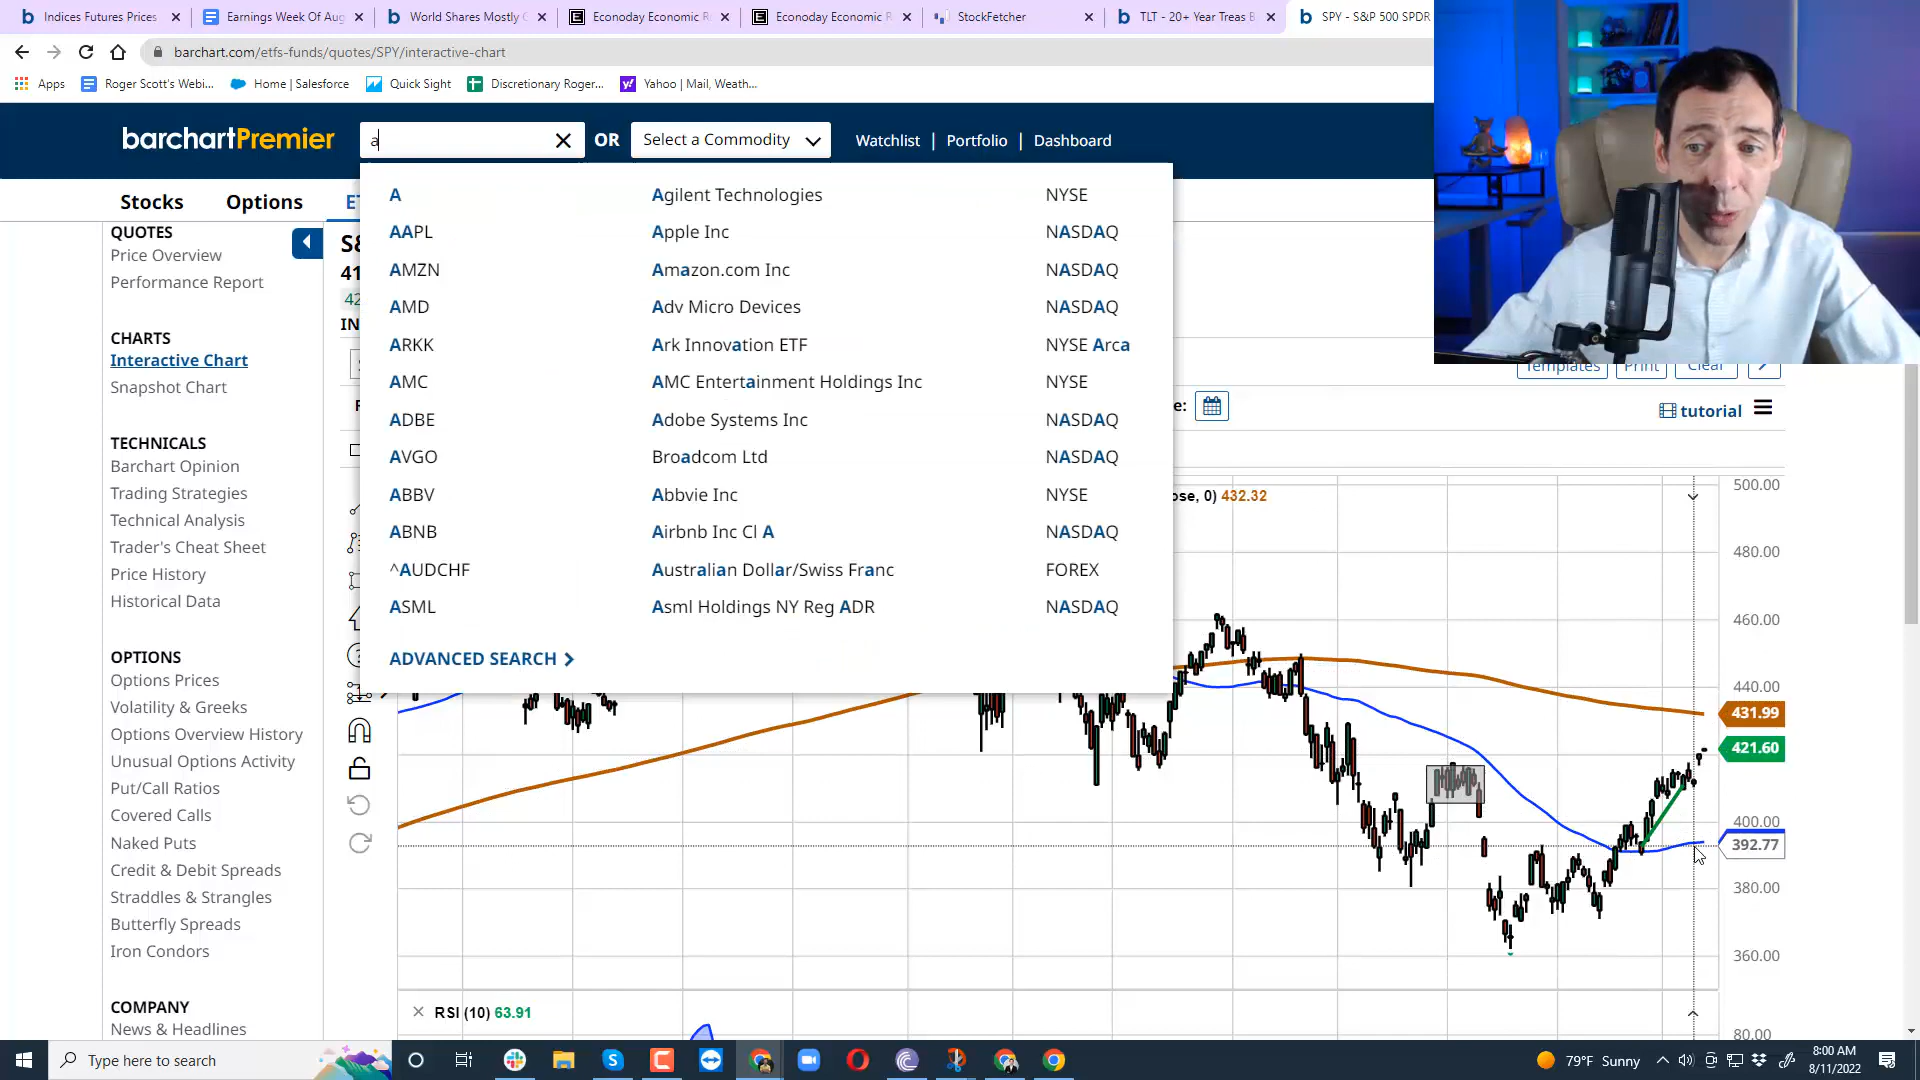 Indices Futures Prices
Earnings Week Of Aug
World Shares Mostly
Econoday Economic R
Econoday Economic R
StockFetcher
TLT - 20+ Year Treas B
SPY - S&P 500 SPDR
barchart.com/etfs-funds/quotes/SPY/interactive-chart
Apps
Roger Scott's Webi...
Home | Salesforce
Quick Sight
Discretionary Roger...
Yahoo | Mail, Weath...
barchartPremier
a
OR
Select a Commodity
Watchlist | Portfolio | Dashboard
Stocks
Options
A Agilent Technologies NYSE
AAPL Apple Inc NASDAQ
AMZN Amazon.com Inc NASDAQ
AMD Adv Micro Devices NASDAQ
ARKK Ark Innovation ETF NYSE Arca
AMC AMC Entertainment Holdings Inc NYSE
ADBE Adobe Systems Inc NASDAQ
AVGO Broadcom Ltd NASDAQ
ABBV Abbvie Inc NYSE
ABNB Airbnb Inc Cl A NASDAQ
^AUDCHF Australian Dollar/Swiss Franc FOREX
ASML Asml Holdings NY Reg ADR NASDAQ
ADVANCED SEARCH
QUOTES
Price Overview
Performance Report
CHARTS
Interactive Chart
Snapshot Chart
TECHNICALS
Barchart Opinion
Trading Strategies
Technical Analysis
Trader's Cheat Sheet
Price History
Historical Data
OPTIONS
Options Prices
Volatility & Greeks
Options Overview History
Unusual Options Activity
Put/Call Ratios
Covered Calls
Naked Puts
Credit & Debit Spreads
Straddles & Strangles
Butterfly Spreads
Iron Condors
COMPANY
News & Headlines
Templates
Print
Clear
tutorial
ose, 0) 432.32
500.00
480.00
460.00
440.00
431.99
421.60
400.00
392.77
380.00
360.00
RSI (10) 63.91
80.00
Type here to search
79°F Sunny
8:00 AM
8/11/2022